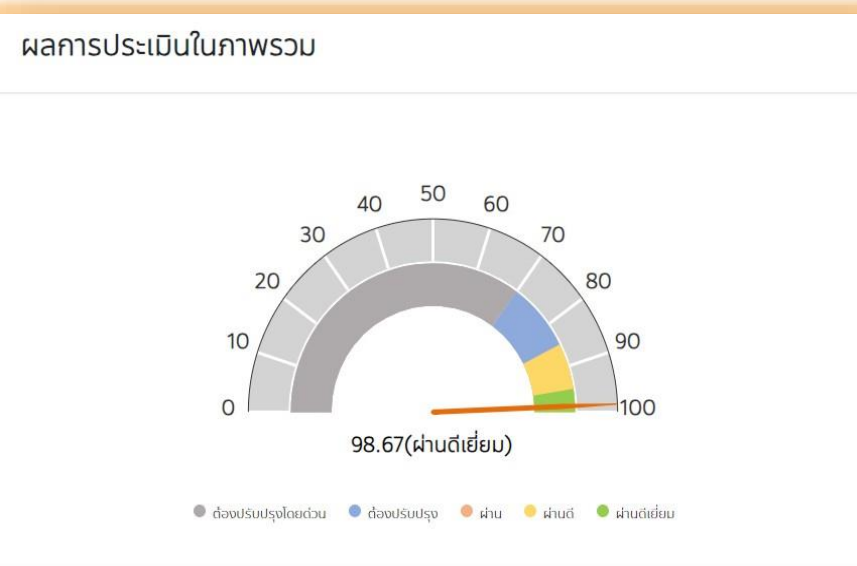 ผลการประเมินในภาพรวม
0 10 20 30 40 50 60 70 80 90 100
98.67(ผ่านดีเยี่ยม)
ต้องปรับปรุงโดยด่วน ต้องปรับปรุง ผ่าน ผ่านดี ผ่านดีเยี่ยม